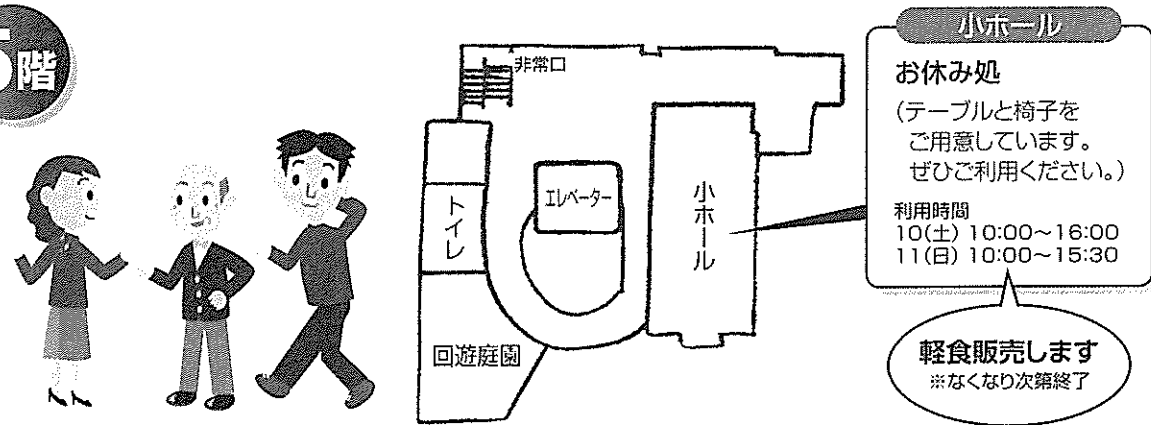 5階
非常口
エレベーター
トイレ
小ホール
回遊庭園
小ホール
お休み処
(テーブルと椅子を
ご用意しています。
ぜひご利用ください。)
利用時間
10(土) 10:00~16:00
11(日) 10:00~15:30
軽食販売します
※なくなり次第終了